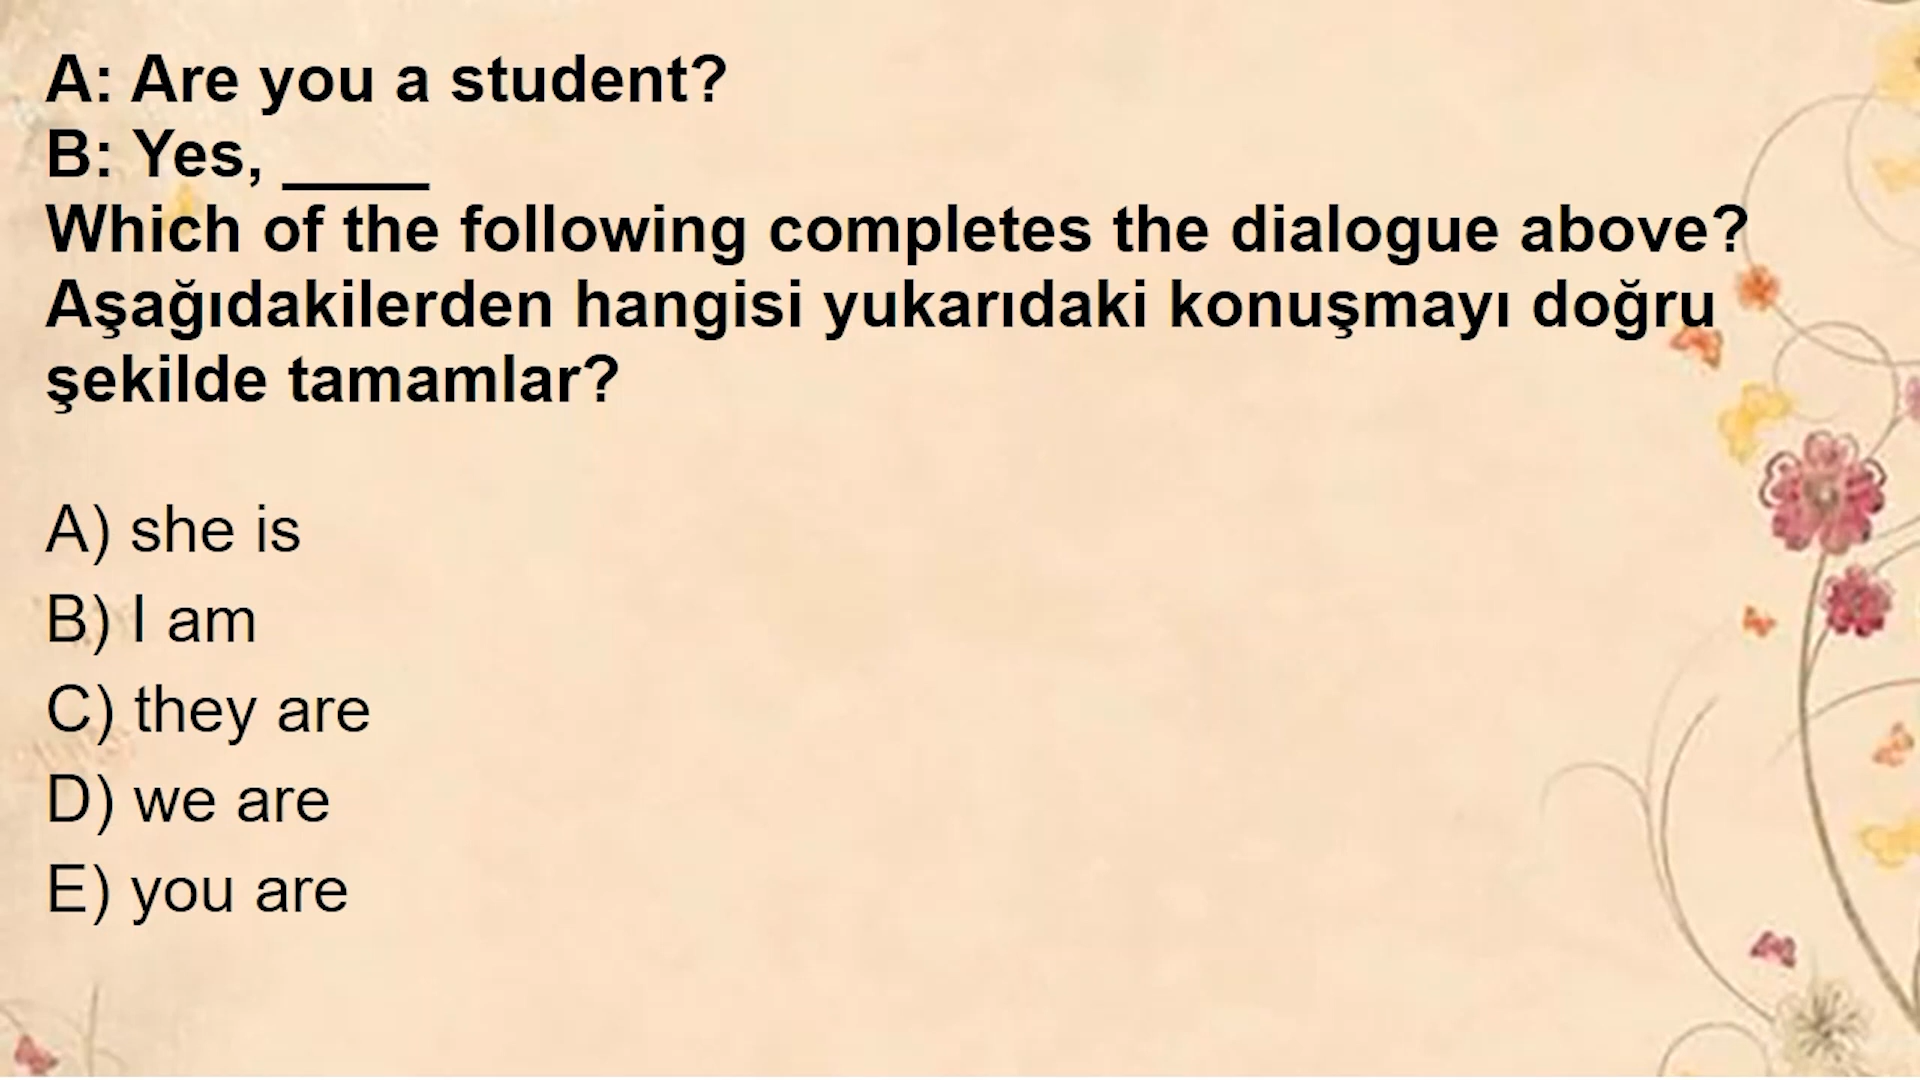 A: Are you a student?
B: Yes, ____
Which of the following completes the dialogue above?
Aşağıdakilerden hangisi yukarıdaki konuşmayı doğru
şekilde tamamlar?
A) she is
B) I am
C) they are
D) we are
E) you are